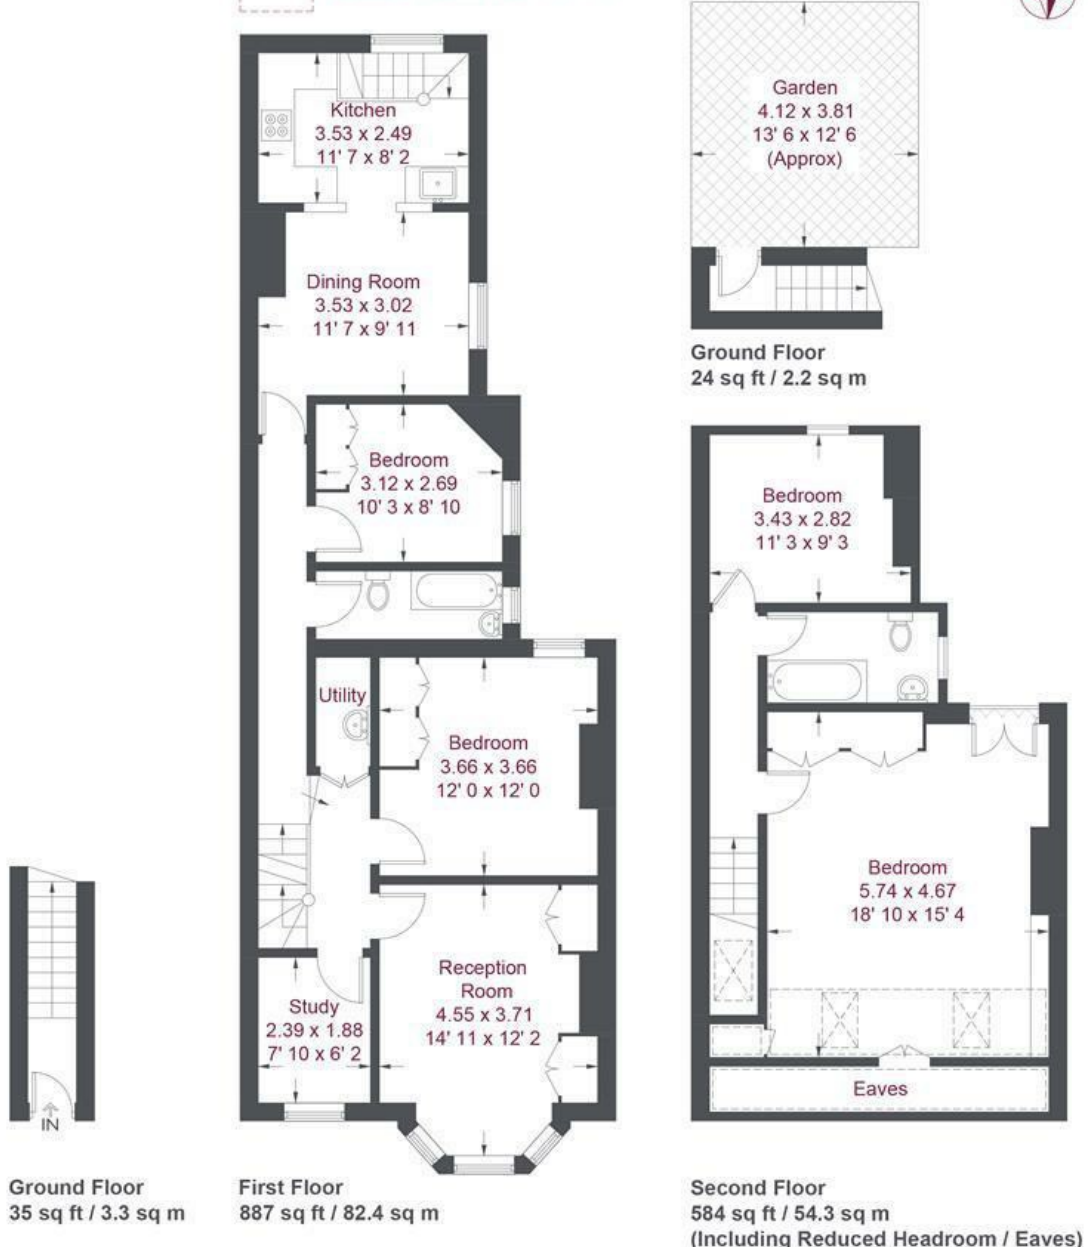 Kitchen
3.53 x 2.49
11' 7 x 8' 2
Dining Room
3.53 x 3.02
11' 7 x 9' 11
Bedroom
3.12 x 2.69
10' 3 x 8' 10
Utility
Bedroom
3.66 x 3.66
12' 0 x 12' 0
Reception
Room
4.55 x 3.71
14' 11 x 12' 2
Study
2.39 x 1.88
7' 10 x 6' 2
Garden
4.12 x 3.81
13' 6 x 12' 6
(Approx)
Ground Floor
24 sq ft / 2.2 sq m
Bedroom
3.43 x 2.82
11' 3 x 9' 3
Bedroom
5.74 x 4.67
18' 10 x 15' 4
Eaves
IN
Ground Floor
35 sq ft / 3.3 sq m
First Floor
887 sq ft / 82.4 sq m
Second Floor
584 sq ft / 54.3 sq m
(Including Reduced Headroom / Eaves)